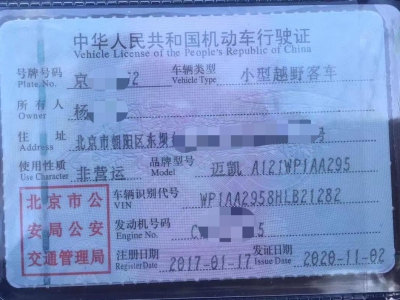 中华人民共和国机动车行驶证
Vehicle License of the People's Republic of China
号牌号码 京 62 车辆类型 小型越野客车
Plate No. Vehicle Type
所有人 杨
Owner
住址 北京市朝阳区东坝 号
Address
使用性质 非营运 品牌型号 迈凯 A121WP1AA295
Use Character Model
北京市公安局公安交通管理局
车辆识别代号 WP1AA2958HLB21282
VIN
发动机号码 C 5
Engine No.
注册日期 2017-01-17 发证日期 2020-11-02
Register Date Issue Date